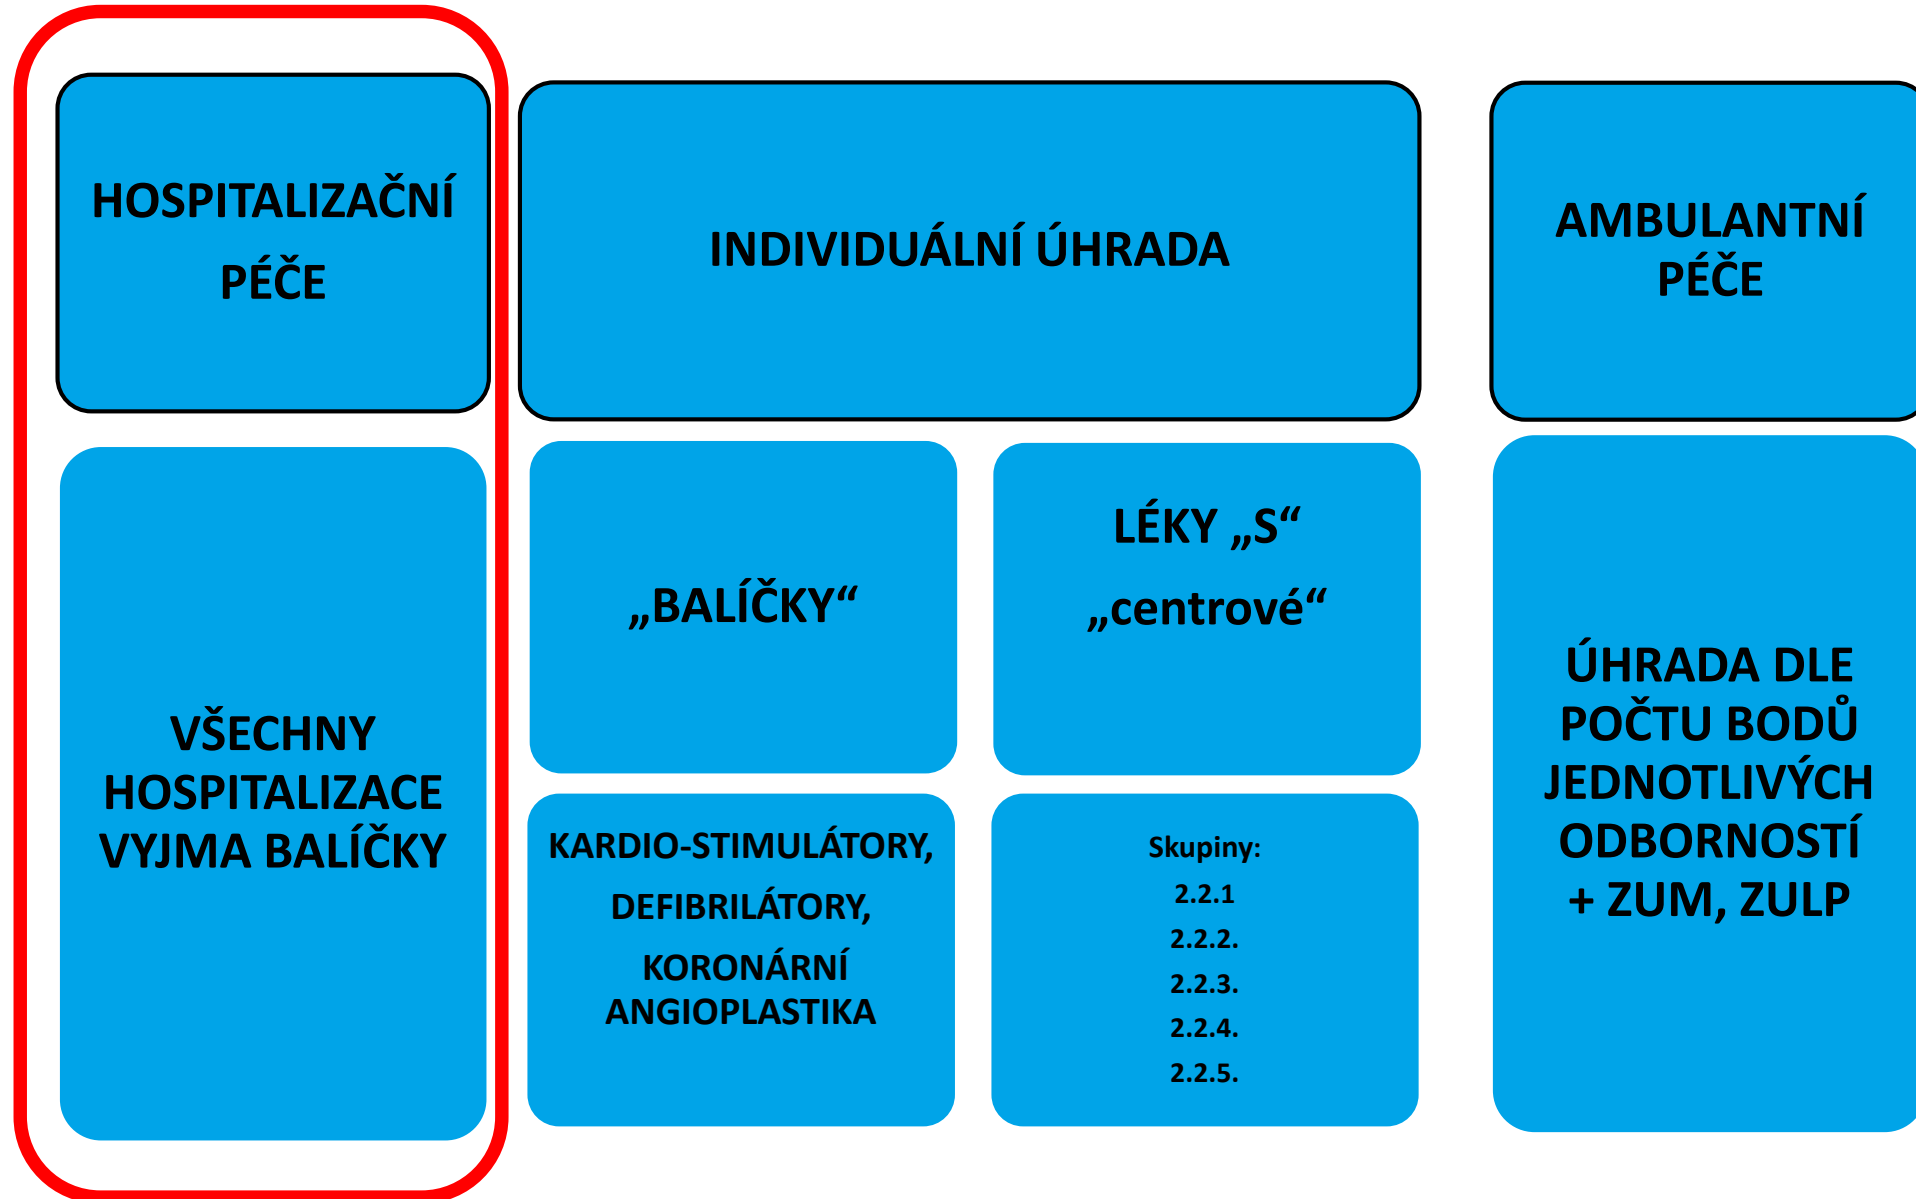 HOSPITALIZAČNÍ
PÉČE
INDIVIDUÁLNÍ ÚHRADA
AMBULANTNÍ
PÉČE
VŠECHNY
HOSPITALIZACE
VYJMA BALÍČKY
„BALÍČKY“
LÉKY „S“
„centrové“
KARDIO-STIMULÁTORY,
DEFIBRILÁTORY,
KORONÁRNÍ
ANGIOPLASTIKA
Skupiny:
2.2.1
2.2.2.
2.2.3.
2.2.4.
2.2.5.
ÚHRADA DLE
POČTU BODŮ
JEDNOTLIVÝCH
ODBORNOSTÍ
+ ZUM, ZULP